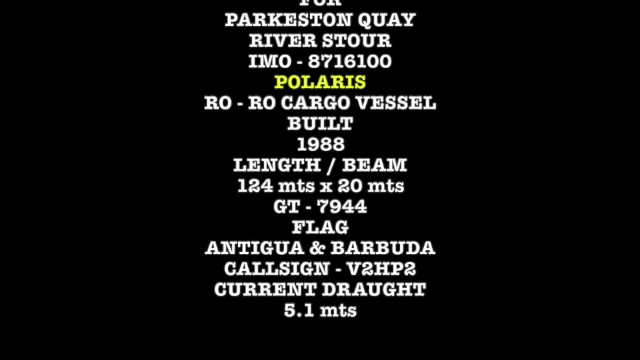 FOR
PARKESTON QUAY
RIVER STOUR
IMO - 8716100
POLARIS
RO - RO CARGO VESSEL
BUILT
1988
LENGTH / BEAM
124 mts x 20 mts
GT - 7944
FLAG
ANTIGUA & BARBUDA
CALLSIGN - V2HP2
CURRENT DRAUGHT
5.1 mts